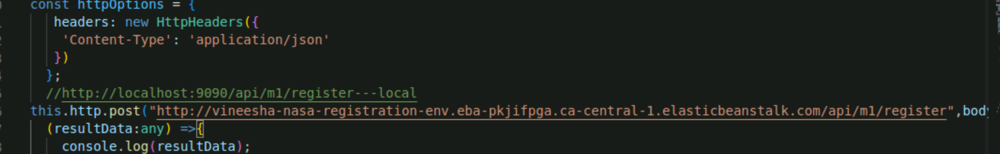 const httpOptions = {
headers: new HttpHeaders({
'Content-Type': 'application/json'
})
};
//http://localhost:9090/api/m1/register---local
this.http.post("http://vineesha-nasa-registration-env.eba-pkjifpga.ca-central-1.elasticbeanstalk.com/api/m1/register",body
(resultData:any) =>{
console.log(resultData);